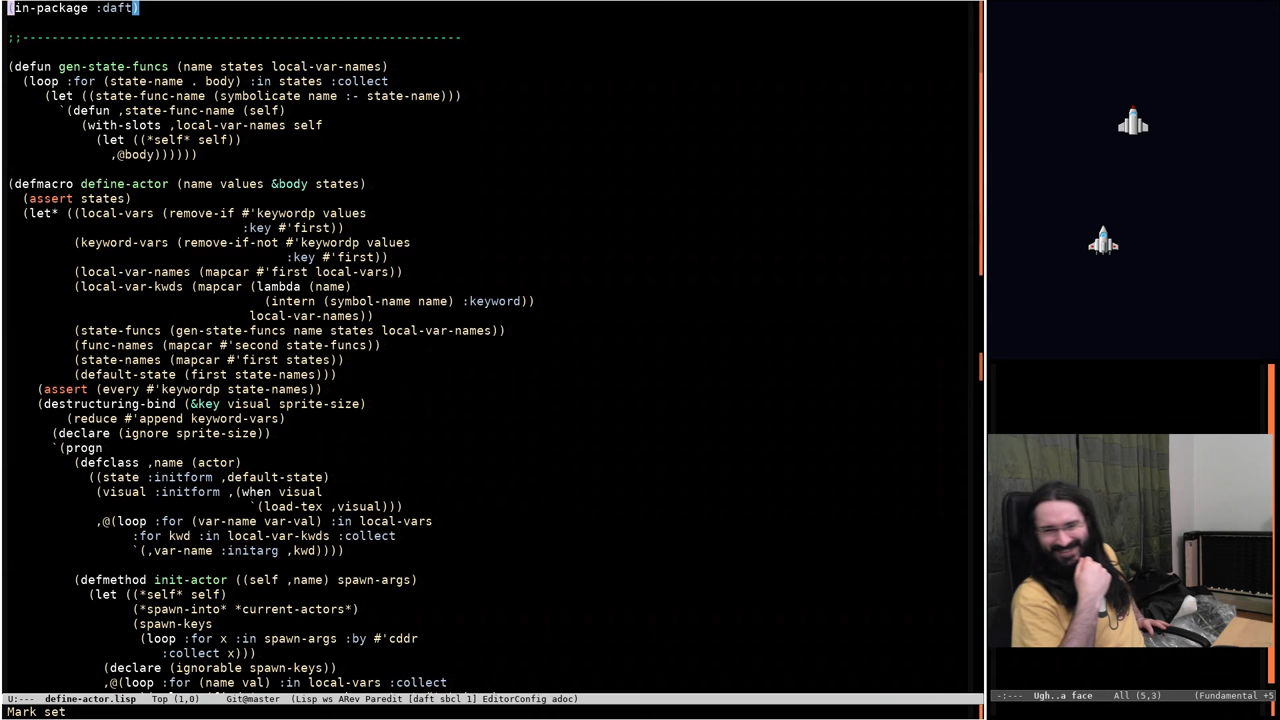 (in-package :daft)
;;------------------------------------------------------------
(defun gen-state-funcs (name states local-var-names)
  (loop :for (state-name . body) :in states :collect
     (let ((state-func-name (symbolicate name :- state-name)))
       `(defun ,state-func-name (self)
          (with-slots ,local-var-names self
            (let ((*self* self))
              ,@body))))))
(defmacro define-actor (name values &body states)
  (assert states)
  (let* ((local-vars (remove-if #'keywordp values
                                :key #'first))
         (keyword-vars (remove-if-not #'keywordp values
                                      :key #'first))
         (local-var-names (mapcar #'first local-vars))
         (local-var-kwds (mapcar (lambda (name)
                                   (intern (symbol-name name) :keyword))
                                 local-var-names))
         (state-funcs (gen-state-funcs name states local-var-names))
         (func-names (mapcar #'second state-funcs))
         (state-names (mapcar #'first states))
         (default-state (first state-names)))
    (assert (every #'keywordp state-names))
    (destructuring-bind (&key visual sprite-size)
        (reduce #'append keyword-vars)
      (declare (ignore sprite-size))
      `(progn
         (defclass ,name (actor)
           ((state :initform ,default-state)
            (visual :initform ,(when visual
                                 `(load-tex ,visual)))
            ,@(loop :for (var-name var-val) :in local-vars
                 :for kwd :in local-var-kwds :collect
                 `(,var-name :initarg ,kwd))))
         (defmethod init-actor ((self ,name) spawn-args)
           (let ((*self* self)
                 (*spawn-into* *current-actors*)
                 (spawn-keys
                  (loop :for x :in spawn-args :by #'cddr
                     :collect x)))
             (declare (ignorable spawn-keys))
             ,@(loop :for (name val) :in local-vars :collect
U:---  define-actor.lisp   Top (1,0)    Git@master  (Lisp ws ARev Paredit [daft sbcl 1] EditorConfig adoc)
Mark set
-:---  Ugh..a face   All (5,3)     (Fundamental +5